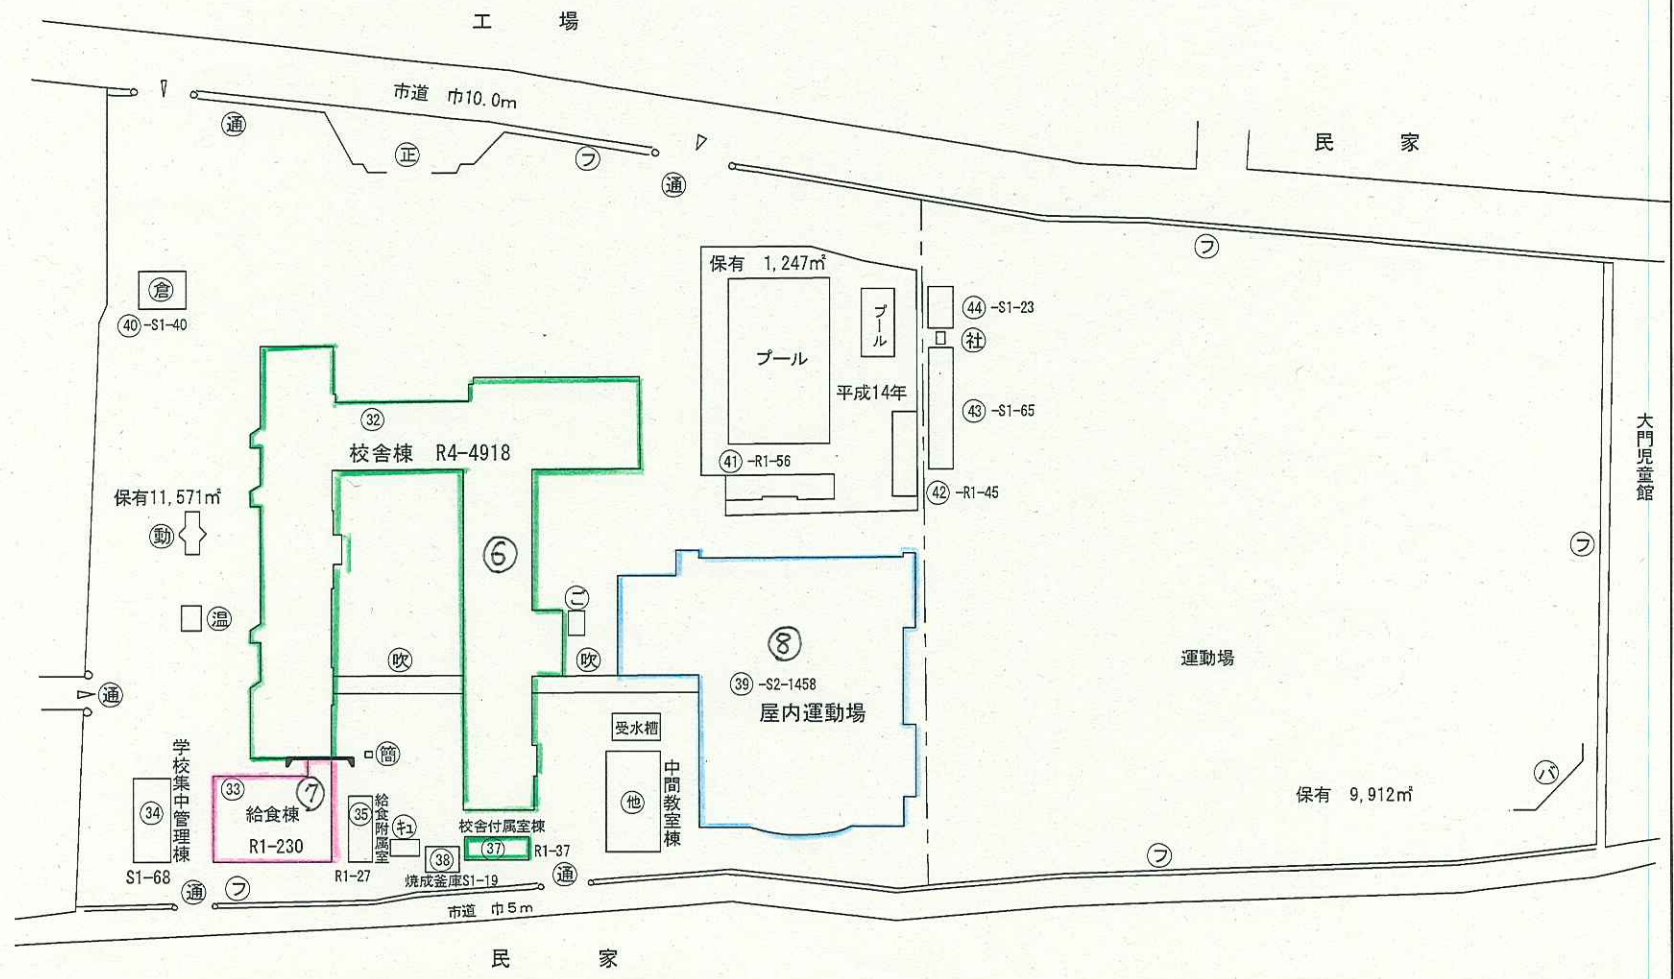 工 場
市道 巾10.0m
民 家
通
正
フ
通
フ
保有 1,247㎡
倉
㊵-S1-40
プール
プール
㊹-S1-23
社
平成14年
㊸-S1-65
㉜
校舎棟 R4-4918
㊶-R1-56
㊷-R1-45
大門児童館
保有11,571㎡
動
⑥
フ
温
ご
吹
吹
⑧
運動場
㊴-S2-1458
屋内運動場
通
受水槽
簡
学校集中管理棟
㉞
S1-68
㉝
⑦
給食棟
R1-230
㉟
給食附属室
R1-27
キュ
校舎付属室棟
㊲
R1-37
㊳
焼成釜庫S1-19
他
中間教室棟
バ
保有 9,912㎡
通
フ
通
フ
市道 巾5m
民 家